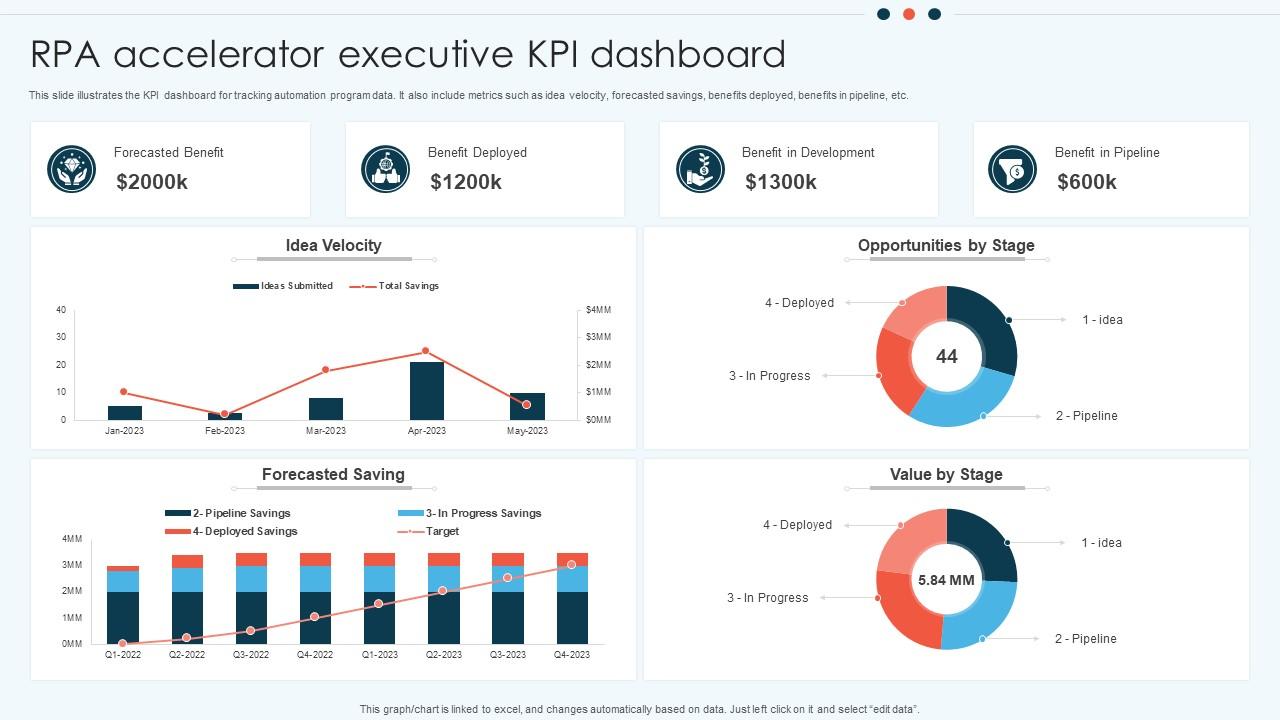 RPA accelerator executive KPI dashboard
This slide illustrates the KPI dashboard for tracking automation program data. It also include metrics such as idea velocity, forecasted savings, benefits deployed, benefits in pipeline, etc.
Forecasted Benefit
$2000k
Benefit Deployed
$1200k
Benefit in Development
$1300k
Benefit in Pipeline
$600k
Idea Velocity
Ideas Submitted
Total Savings
40
30
20
10
0
$4MM
$3MM
$2MM
$1MM
$0MM
Jan-2023
Feb-2023
Mar-2023
Apr-2023
May-2023
Opportunities by Stage
4 - Deployed
1 - idea
44
3 - In Progress
2 - Pipeline
Forecasted Saving
2- Pipeline Savings
3- In Progress Savings
4- Deployed Savings
Target
4MM
3MM
2MM
1MM
0MM
Q1-2022
Q2-2022
Q3-2022
Q4-2022
Q1-2023
Q2-2023
Q3-2023
Q4-2023
Value by Stage
4 - Deployed
1 - idea
5.84 MM
3 - In Progress
2 - Pipeline
This graph/chart is linked to excel, and changes automatically based on data. Just left click on it and select “edit data”.